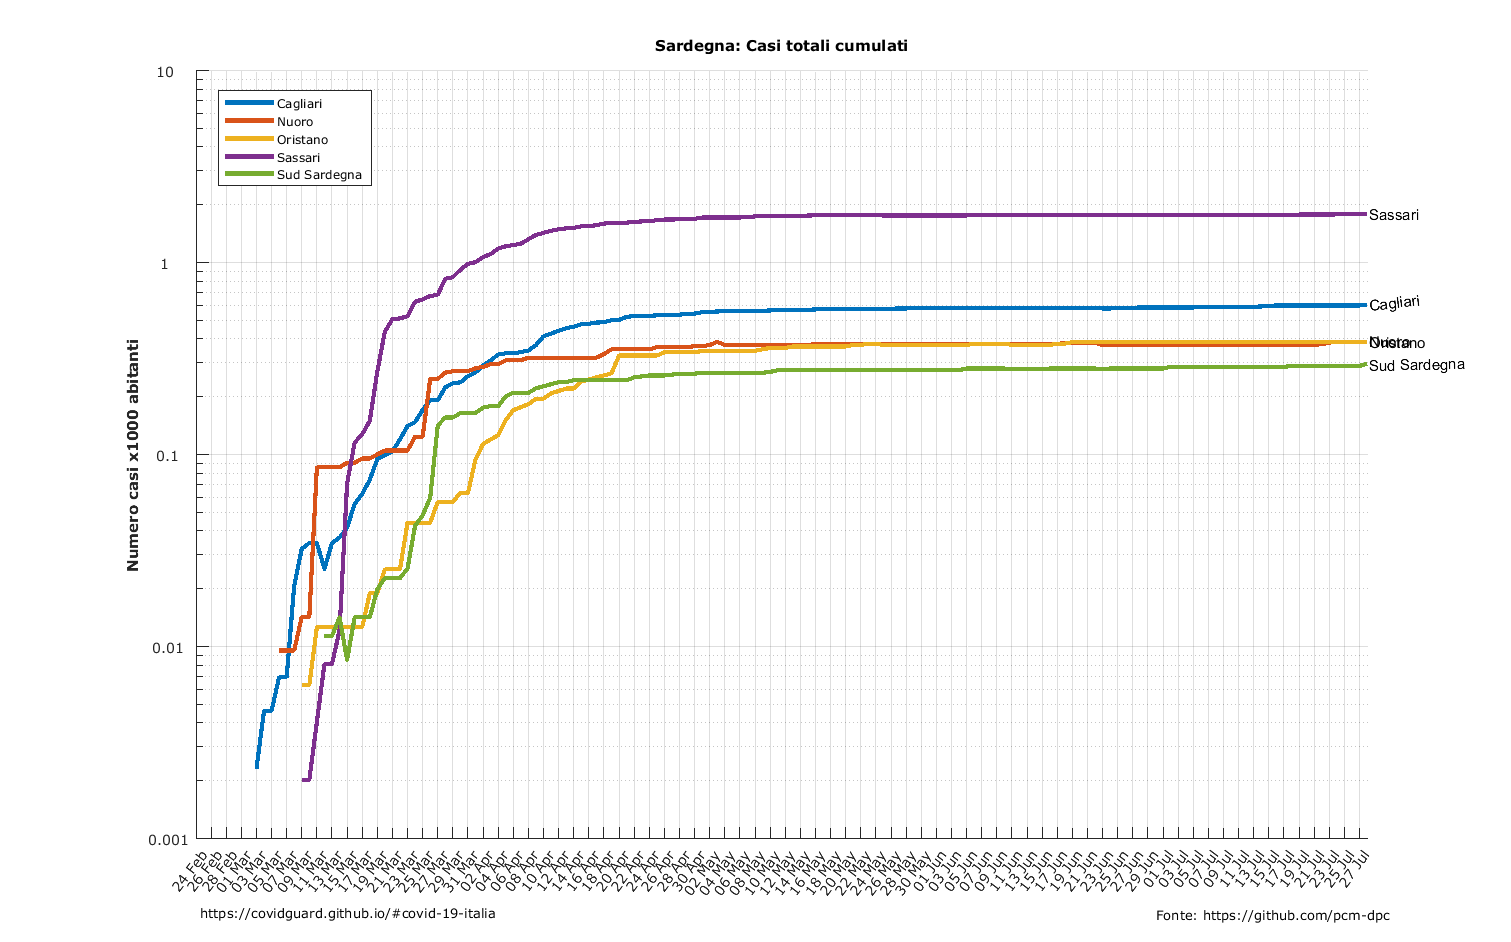 Sardegna: Casi totali cumulati
10
1
0.1
0.01
0.001
Numero casi x1000 abitanti
Cagliari
Nuoro
Oristano
Sassari
Sud Sardegna
Sassari
Cagliari
Nuoro
Oristano
Sud Sardegna
24 Feb
26 Feb
28 Feb
01 Mar
03 Mar
05 Mar
07 Mar
09 Mar
11 Mar
13 Mar
15 Mar
17 Mar
19 Mar
21 Mar
23 Mar
25 Mar
27 Mar
29 Mar
31 Mar
02 Apr
04 Apr
06 Apr
08 Apr
10 Apr
12 Apr
14 Apr
16 Apr
18 Apr
20 Apr
22 Apr
24 Apr
26 Apr
28 Apr
30 Apr
02 May
04 May
06 May
08 May
10 May
12 May
14 May
16 May
18 May
20 May
22 May
24 May
26 May
28 May
30 May
01 Jun
03 Jun
05 Jun
07 Jun
09 Jun
11 Jun
13 Jun
15 Jun
17 Jun
19 Jun
21 Jun
23 Jun
25 Jun
27 Jun
29 Jun
01 Jul
03 Jul
05 Jul
07 Jul
09 Jul
11 Jul
13 Jul
15 Jul
17 Jul
19 Jul
21 Jul
23 Jul
25 Jul
27 Jul
https://covidguard.github.io/#covid-19-italia
Fonte: https://github.com/pcm-dpc